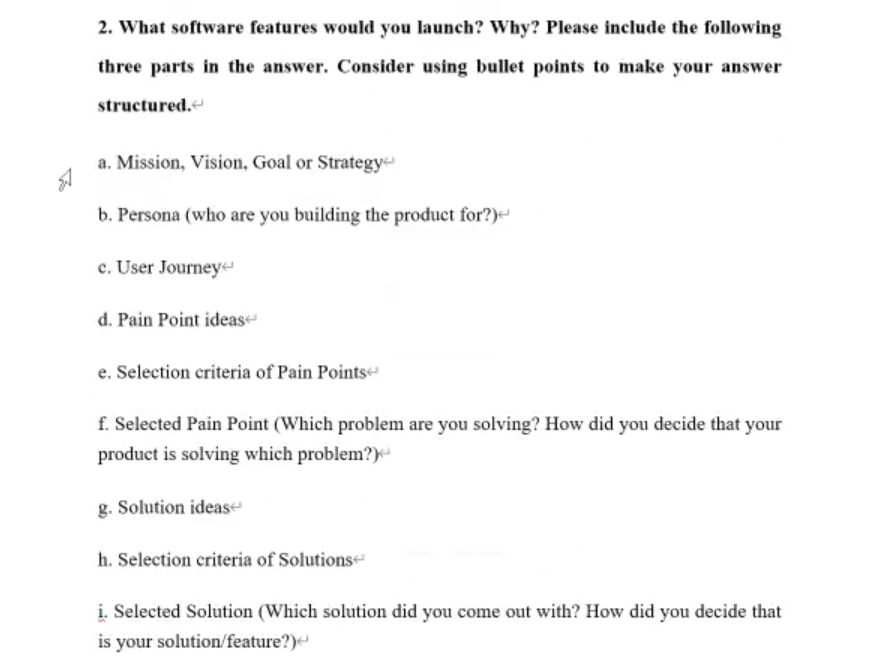 2. What software features would you launch? Why? Please include the following
three parts in the answer. Consider using bullet points to make your answer
structured.
a. Mission, Vision, Goal or Strategy
b. Persona (who are you building the product for?)
c. User Journey
d. Pain Point ideas
e. Selection criteria of Pain Points
f. Selected Pain Point (Which problem are you solving? How did you decide that your
product is solving which problem?)
g. Solution ideas
h. Selection criteria of Solutions
i. Selected Solution (Which solution did you come out with? How did you decide that
is your solution/feature?)